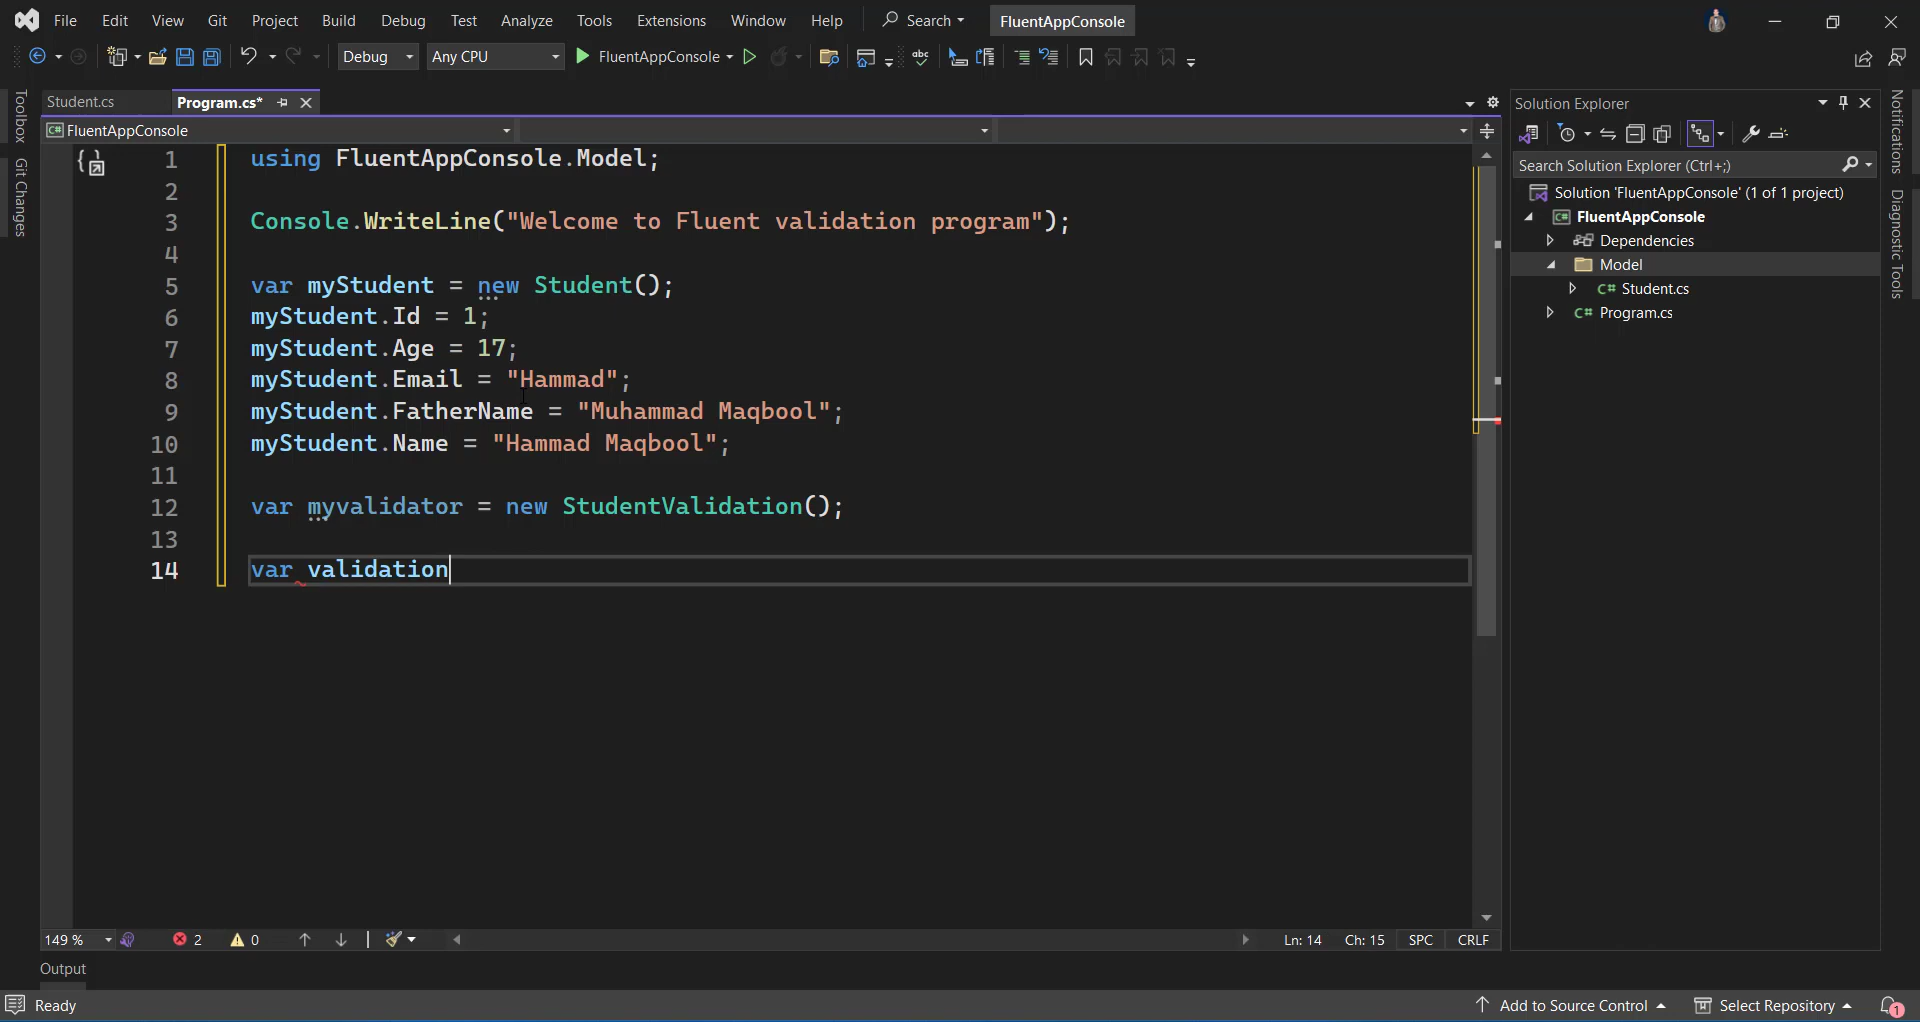 File Edit View Git Project Build Debug Test Analyze Tools Extensions Window Help Search FluentAppConsole
Debug Any CPU FluentAppConsole
Toolbox
Git Changes
Student.cs Program.cs*
FluentAppConsole
1 using FluentAppConsole.Model;
2
3 Console.WriteLine("Welcome to Fluent validation program");
4
5 var myStudent = new Student();
6 myStudent.Id = 1;
7 myStudent.Age = 17;
8 myStudent.Email = "Hammad";
9 myStudent.FatherName = "Muhammad Maqbool";
10 myStudent.Name = "Hammad Maqbool";
11
12 var myvalidator = new StudentValidation();
13
14 var validation
149 % 2 0 Ln: 14 Ch: 15 SPC CRLF
Solution Explorer
Search Solution Explorer (Ctrl+;)
Solution 'FluentAppConsole' (1 of 1 project)
FluentAppConsole
Dependencies
Model
C# Student.cs
C# Program.cs
Notifications
Diagnostic Tools
Output
Ready Add to Source Control Select Repository 1